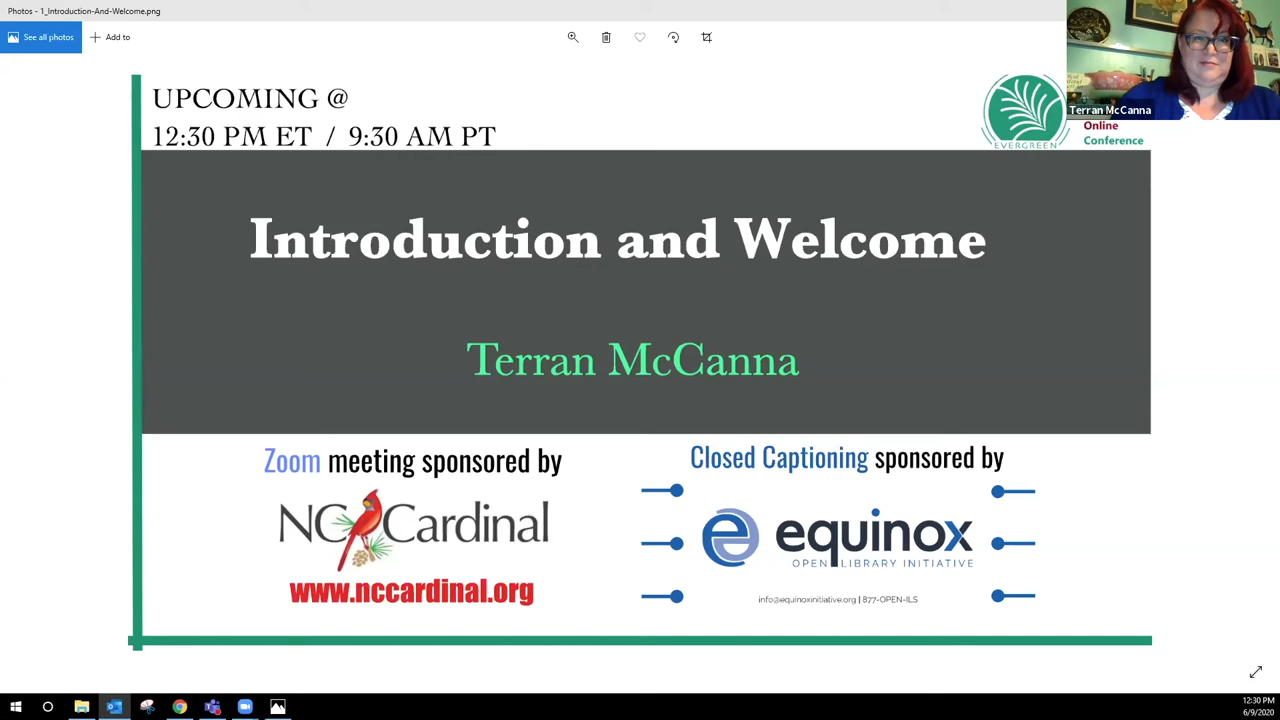 Photos - 1_Introduction-And-Welcome.png
See all photos
Add to
Terran McCanna
UPCOMING @
12:30 PM ET / 9:30 AM PT
EVERGREEN
Online
Conference
Introduction and Welcome
Terran McCanna
Zoom meeting sponsored by
NC Cardinal
www.nccardinal.org
Closed Captioning sponsored by
equinox
OPEN LIBRARY INITIATIVE
info@equinoxinitiative.org | 877-OPEN-ILS
12:30 PM
6/9/2020